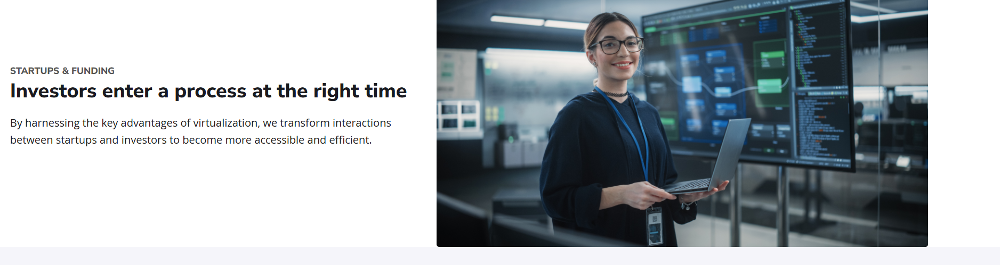 STARTUPS & FUNDING
Investors enter a process at the right time
By harnessing the key advantages of virtualization, we transform interactions
between startups and investors to become more accessible and efficient.